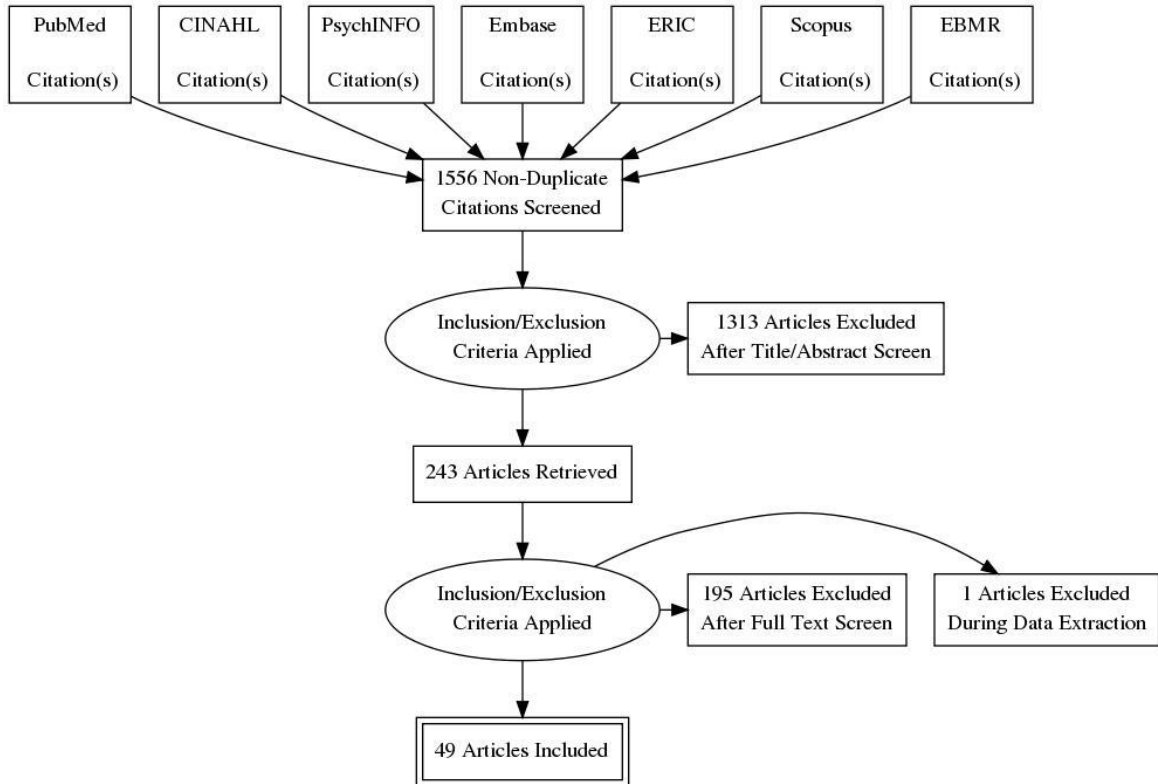 PubMed
Citation(s)
CINAHL
Citation(s)
PsychINFO
Citation(s)
Embase
Citation(s)
ERIC
Citation(s)
Scopus
Citation(s)
EBMR
Citation(s)
1556 Non-Duplicate
Citations Screened
Inclusion/Exclusion
Criteria Applied
1313 Articles Excluded
After Title/Abstract Screen
243 Articles Retrieved
Inclusion/Exclusion
Criteria Applied
195 Articles Excluded
After Full Text Screen
1 Articles Excluded
During Data Extraction
49 Articles Included